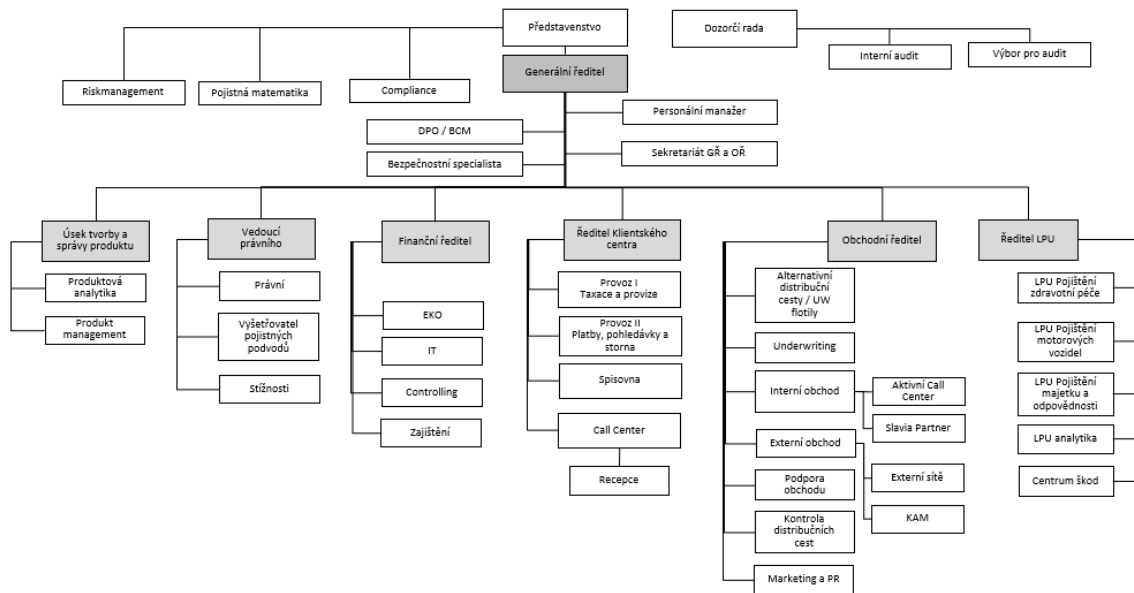 Představenstvo
Dozorčí rada
Interní audit
Výbor pro audit
Generální ředitel
Riskmanagement
Pojistná matematika
Compliance
Personální manažer
DPO / BCM
Bezpečnostní specialista
Sekretariát GŘ a OŘ
Úsek tvorby a
správy produktu
Produktová
analytika
Produkt
management
Vedoucí
právního
Právní
Vyšetřovatel
pojistných
podvodů
Stížnosti
Finanční ředitel
EKO
IT
Controlling
Zajištění
Ředitel Klientského
centra
Provoz I
Taxace a provize
Provoz II
Platby, pohledávky a
storna
Spisovna
Call Center
Recepce
Obchodní ředitel
Alternativní
distribuční
cesty / UW
flotily
Underwriting
Interní obchod
Aktivní Call
Center
Slavia Partner
Externí obchod
Externí sítě
KAM
Podpora
obchodu
Kontrola
distribučních
cest
Marketing a PR
Ředitel LPU
LPU Pojištění
zdravotní péče
LPU Pojištění
motorových
vozidel
LPU Pojištění
majetku a
odpovědnosti
LPU analytika
Centrum škod